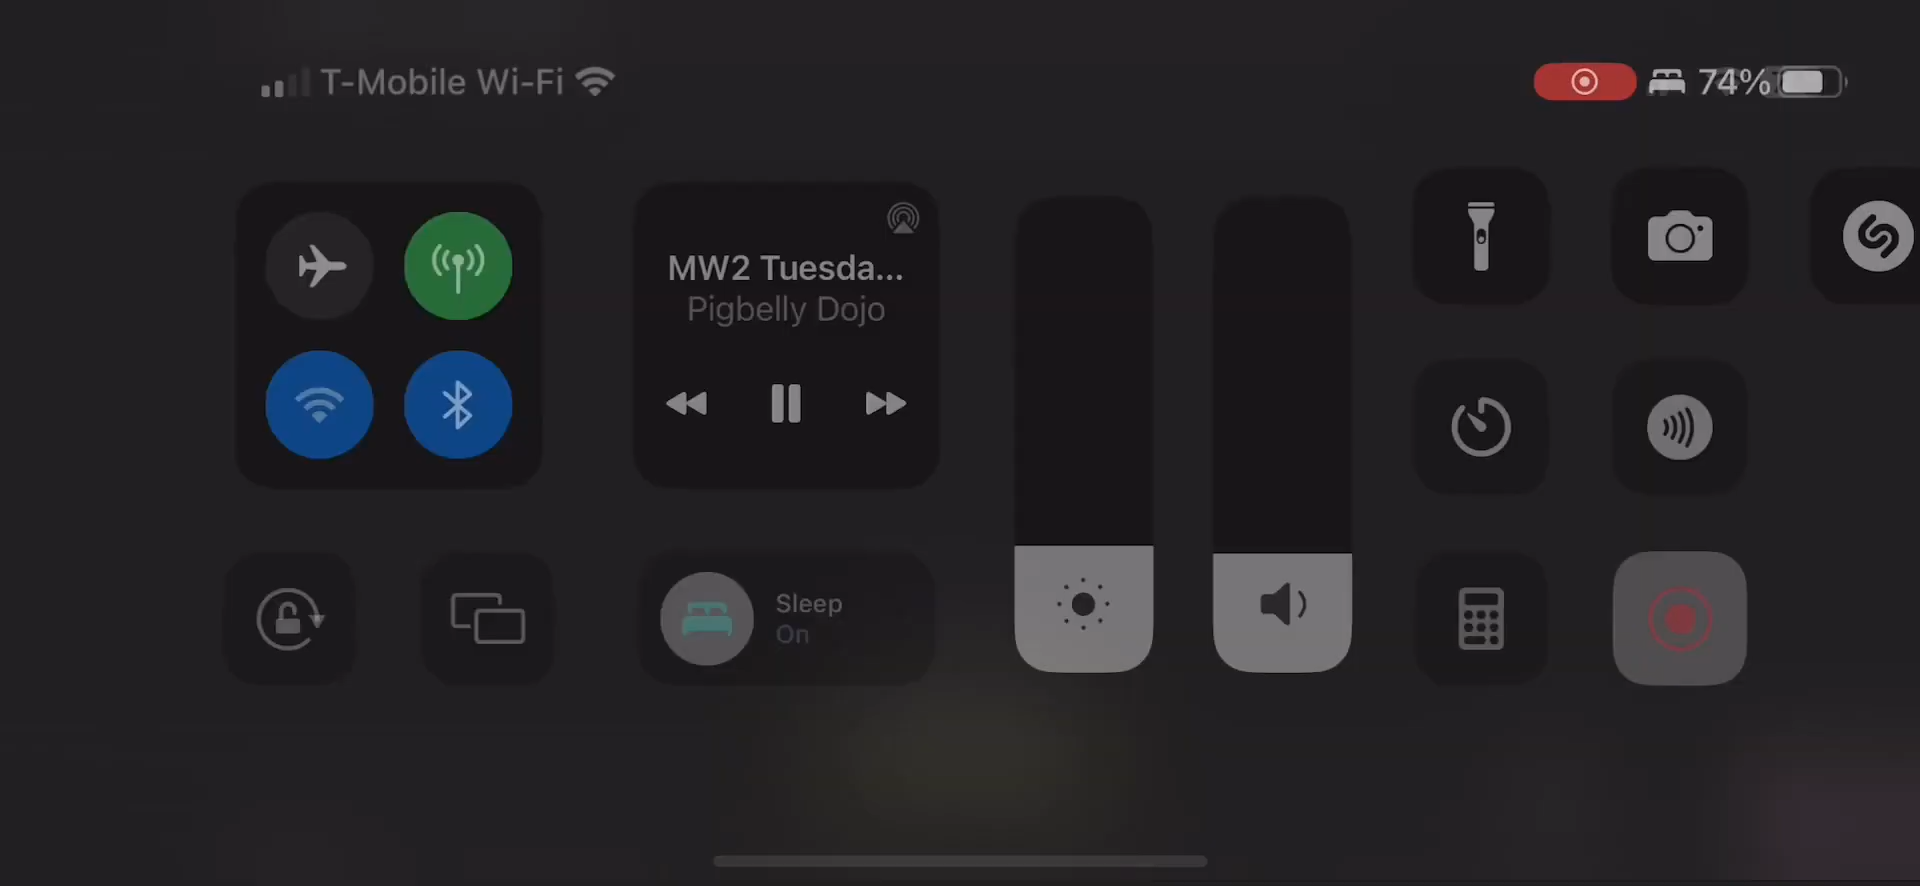 T-Mobile Wi-Fi
74%
MW2 Tuesda...
Pigbelly Dojo
Sleep
On